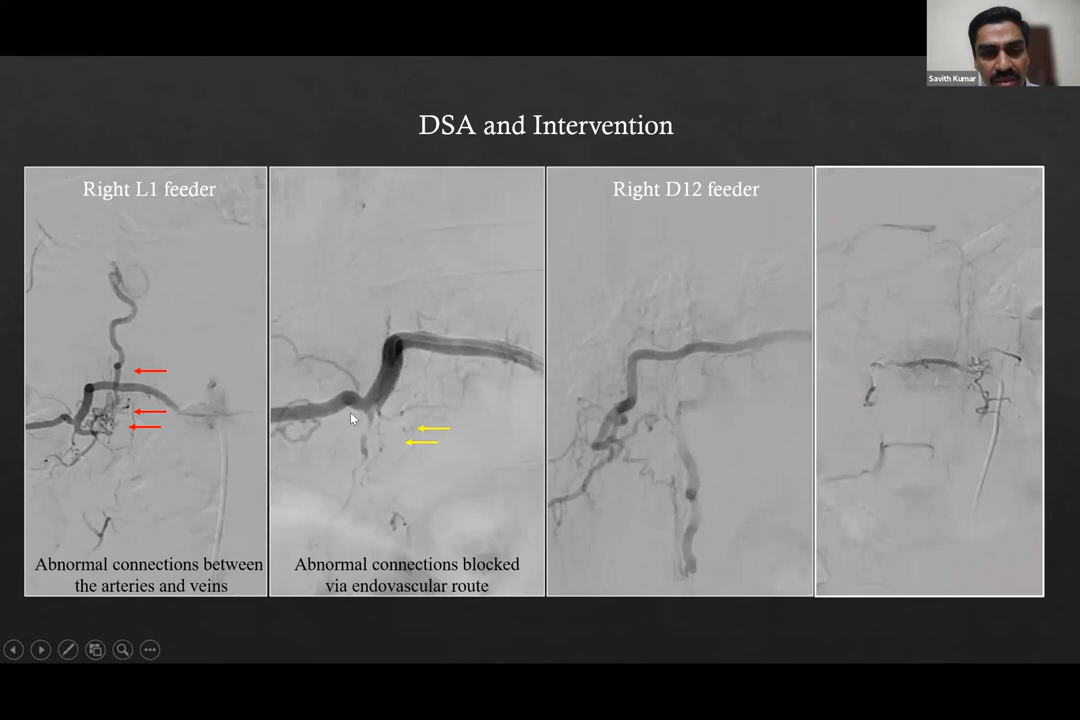 Savith Kumar
DSA and Intervention
Right L1 feeder
Right D12 feeder
Abnormal connections between
the arteries and veins
Abnormal connections blocked
via endovascular route